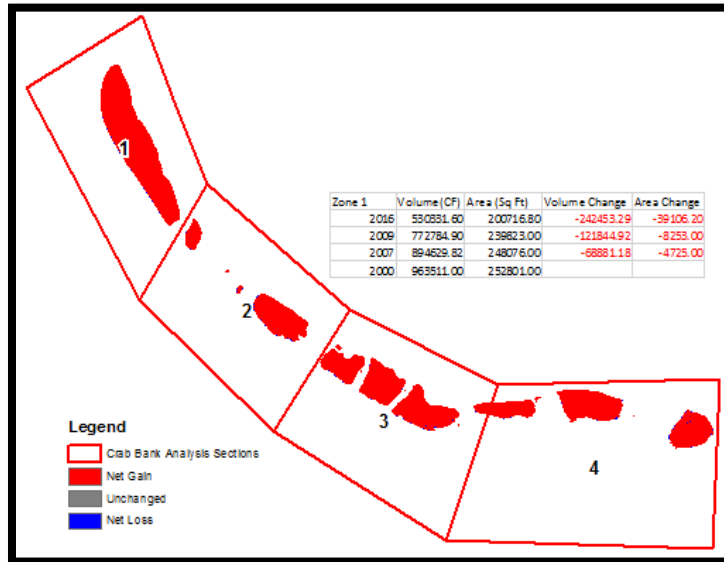 1
Zone 1 Volume (CF) Area (Sq Ft) Volume Change Area Change
2016 530331.60 200716.80 -242453.29 -39106.20
2009 772784.90 239823.00 -121844.92 -8253.00
2007 894629.82 248076.00 -68881.18 -4725.00
2000 963511.00 252801.00
2
3
4
Legend
Crab Bank Analysis Sections
Net Gain
Unchanged
Net Loss